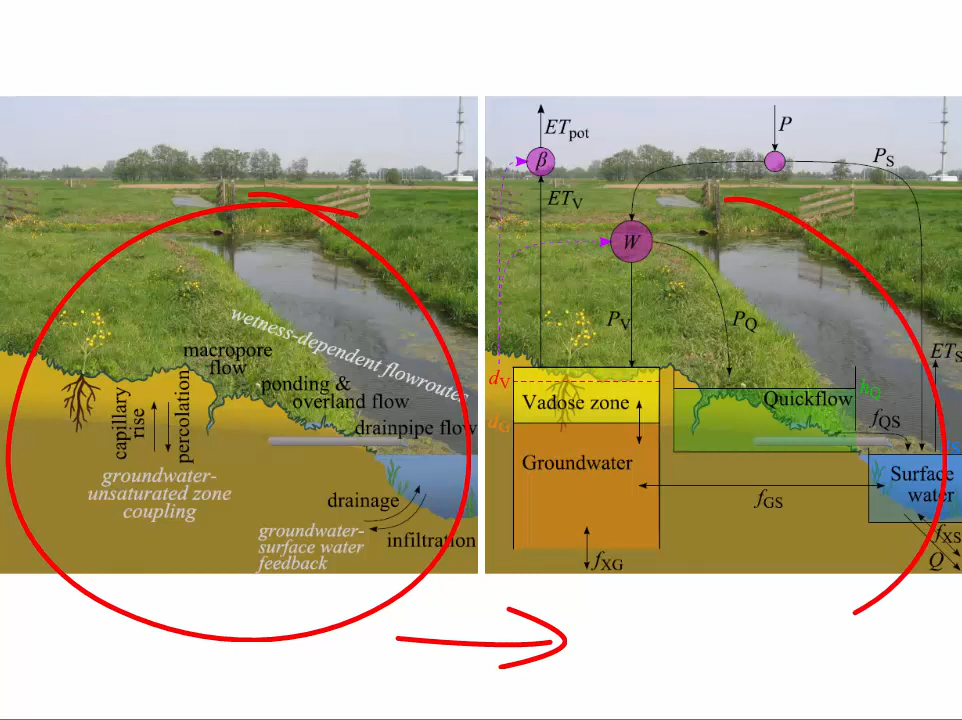 wetness-dependent flowroutes
macropore
flow
ponding &
overland flow
drainpipe flow
capillary
rise
percolation
groundwater-
unsaturated zone
coupling
drainage
infiltration
groundwater-
surface water
feedback
ETpot
P
β
PS
ETV
W
PV
PQ
ETS
dV
Vadose zone
Quickflow
hQ
dG
fQS
Groundwater
Surface
water
fGS
fXG
fXS
Q